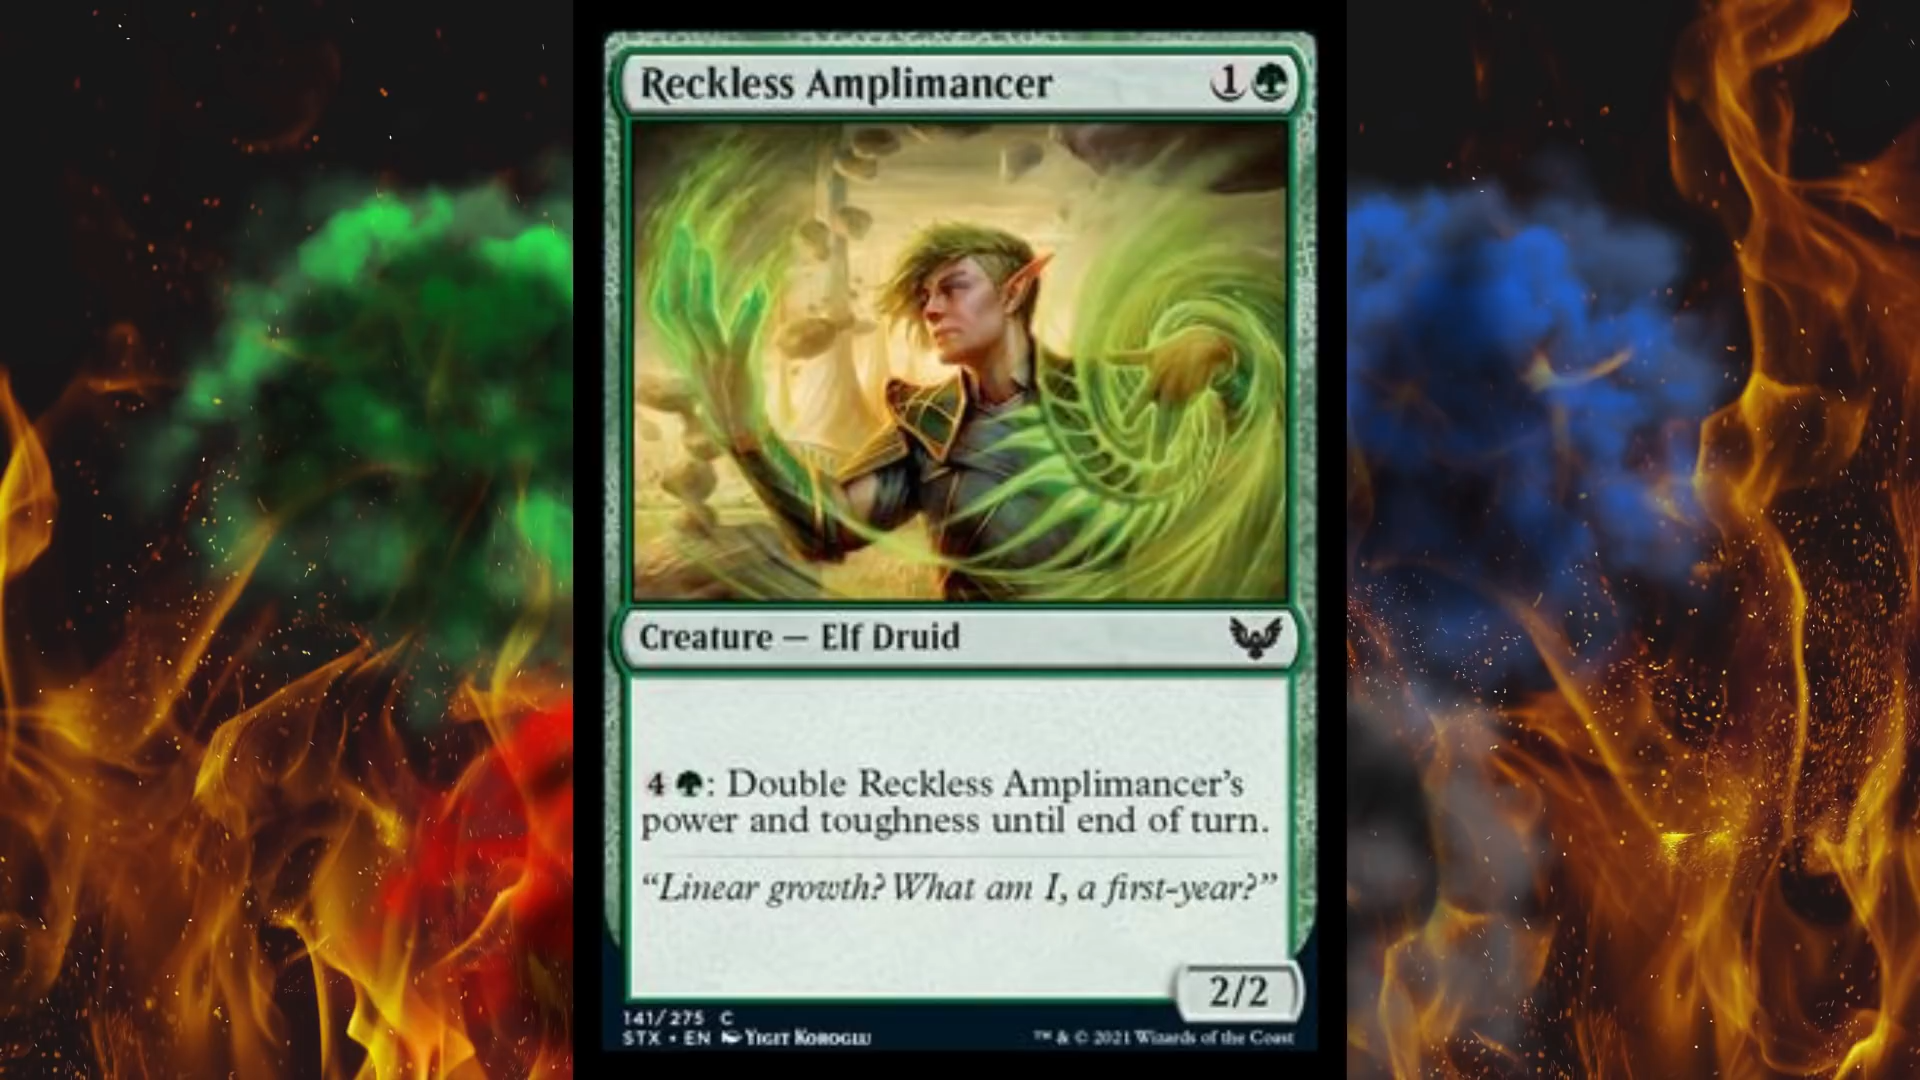 Reckless Amplimancer 1
Creature — Elf Druid
4 : Double Reckless Amplimancer's
power and toughness until end of turn.
“Linear growth? What am I, a first-year?”
2/2
141/275 C
STX • EN Yigit Koroglu
™ & © 2021 Wizards of the Coast